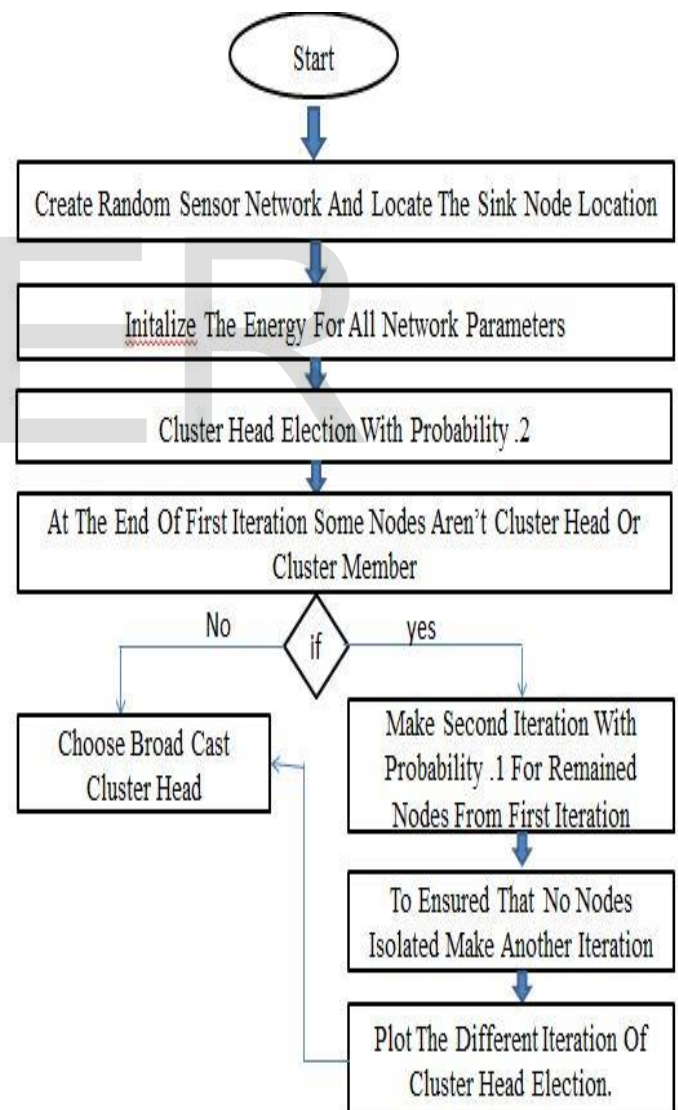 Start
Create Random Sensor Network And Locate The Sink Node Location
Initalize The Energy For All Network Parameters
Cluster Head Election With Probability .2
At The End Of First Iteration Some Nodes Aren't Cluster Head Or
Cluster Member
No
if
yes
Choose Broad Cast
Cluster Head
Make Second Iteration With
Probability .1 For Remained
Nodes From First Iteration
To Ensured That No Nodes
Isolated Make Another Iteration
Plot The Different Iteration Of
Cluster Head Election.
ER